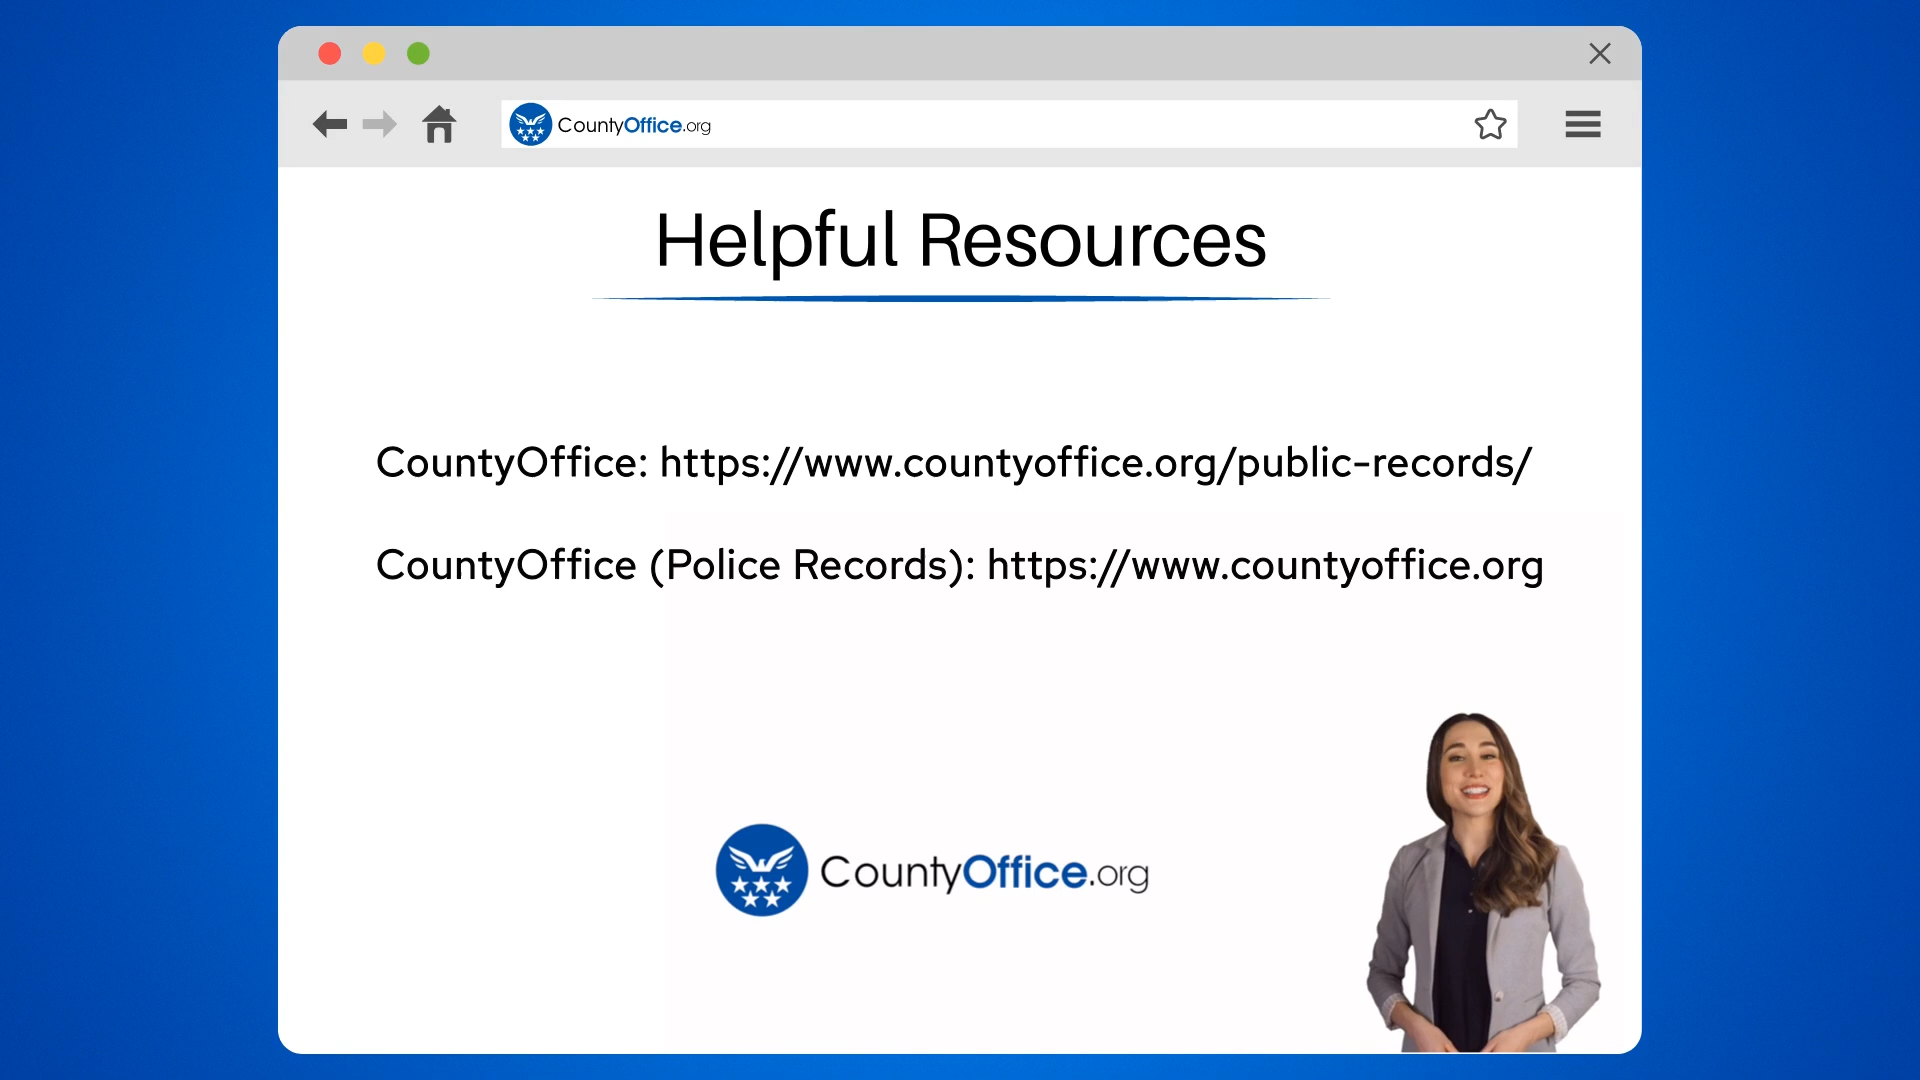 CountyOffice.org
Helpful Resources
CountyOffice: https://www.countyoffice.org/public-records/
CountyOffice (Police Records): https://www.countyoffice.org
CountyOffice.org